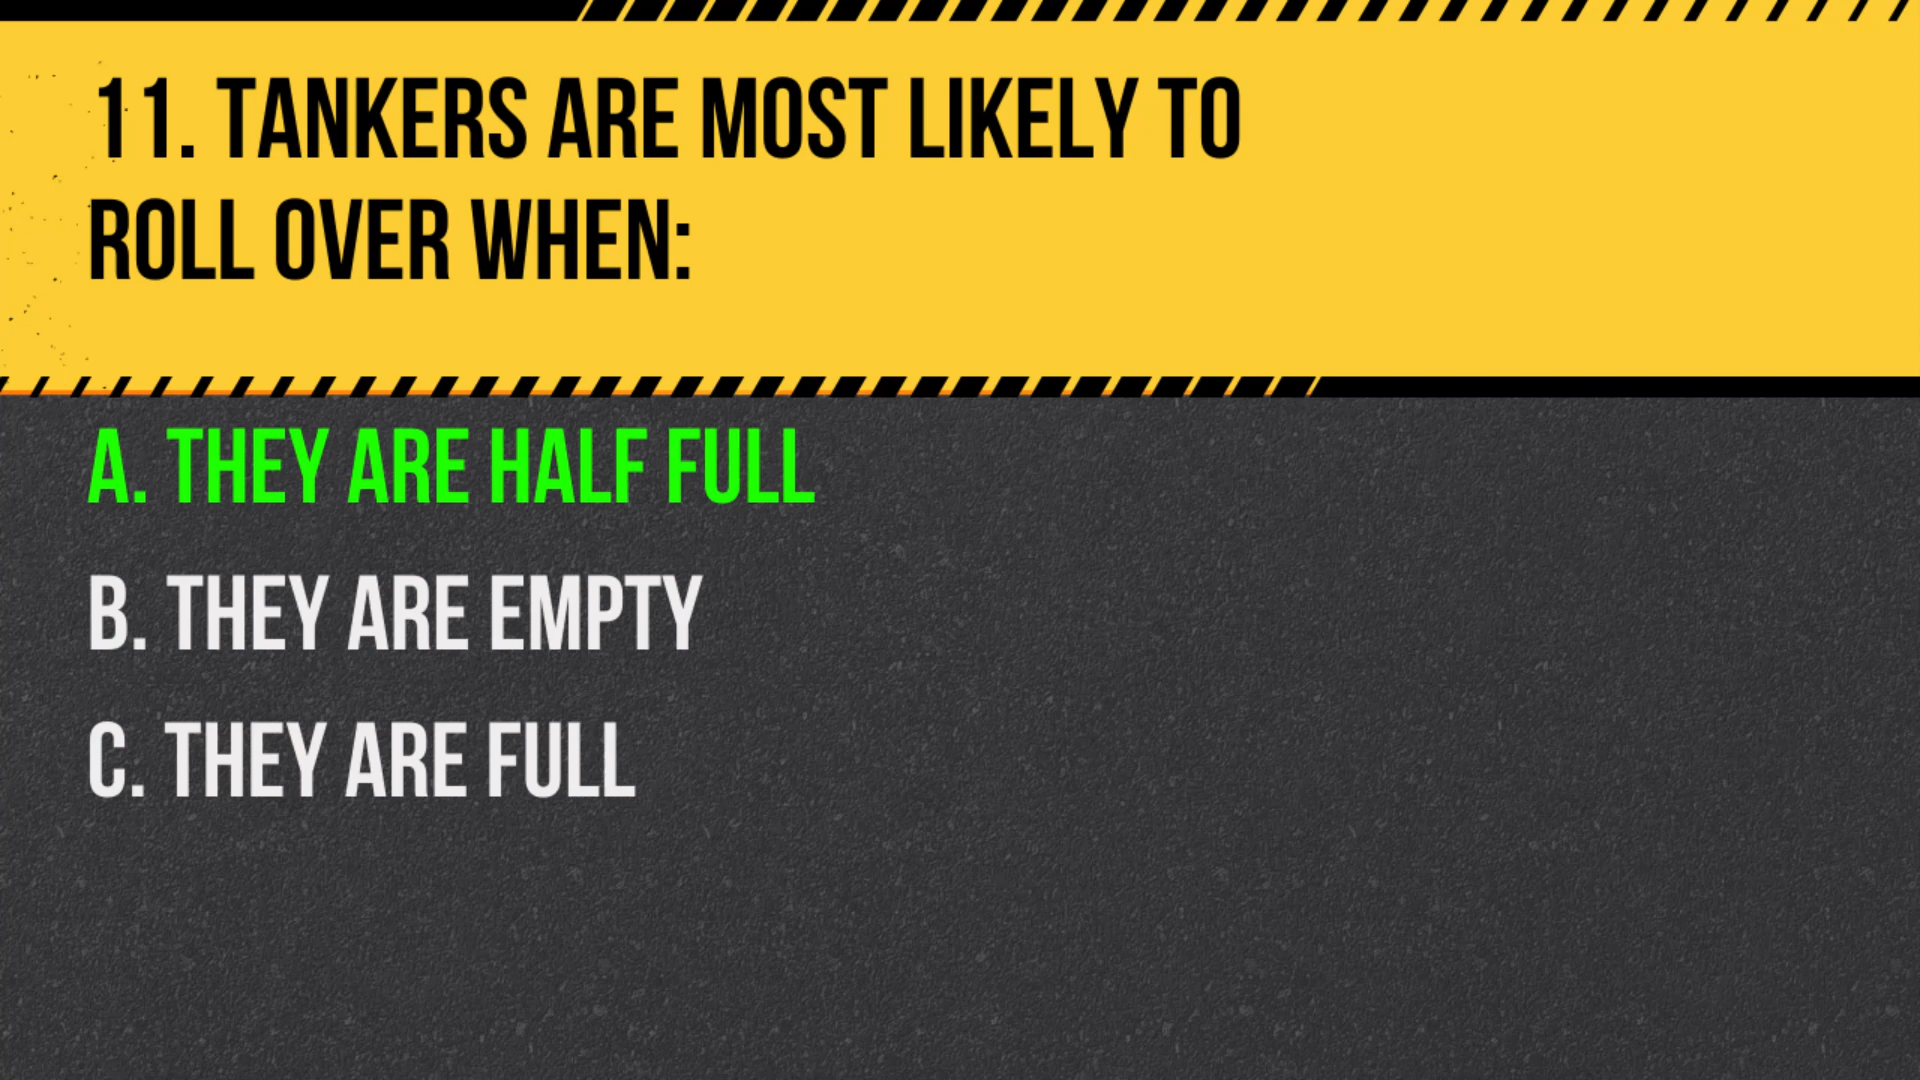 11. TANKERS ARE MOST LIKELY TO
ROLL OVER WHEN:
A. THEY ARE HALF FULL
B. THEY ARE EMPTY
C. THEY ARE FULL